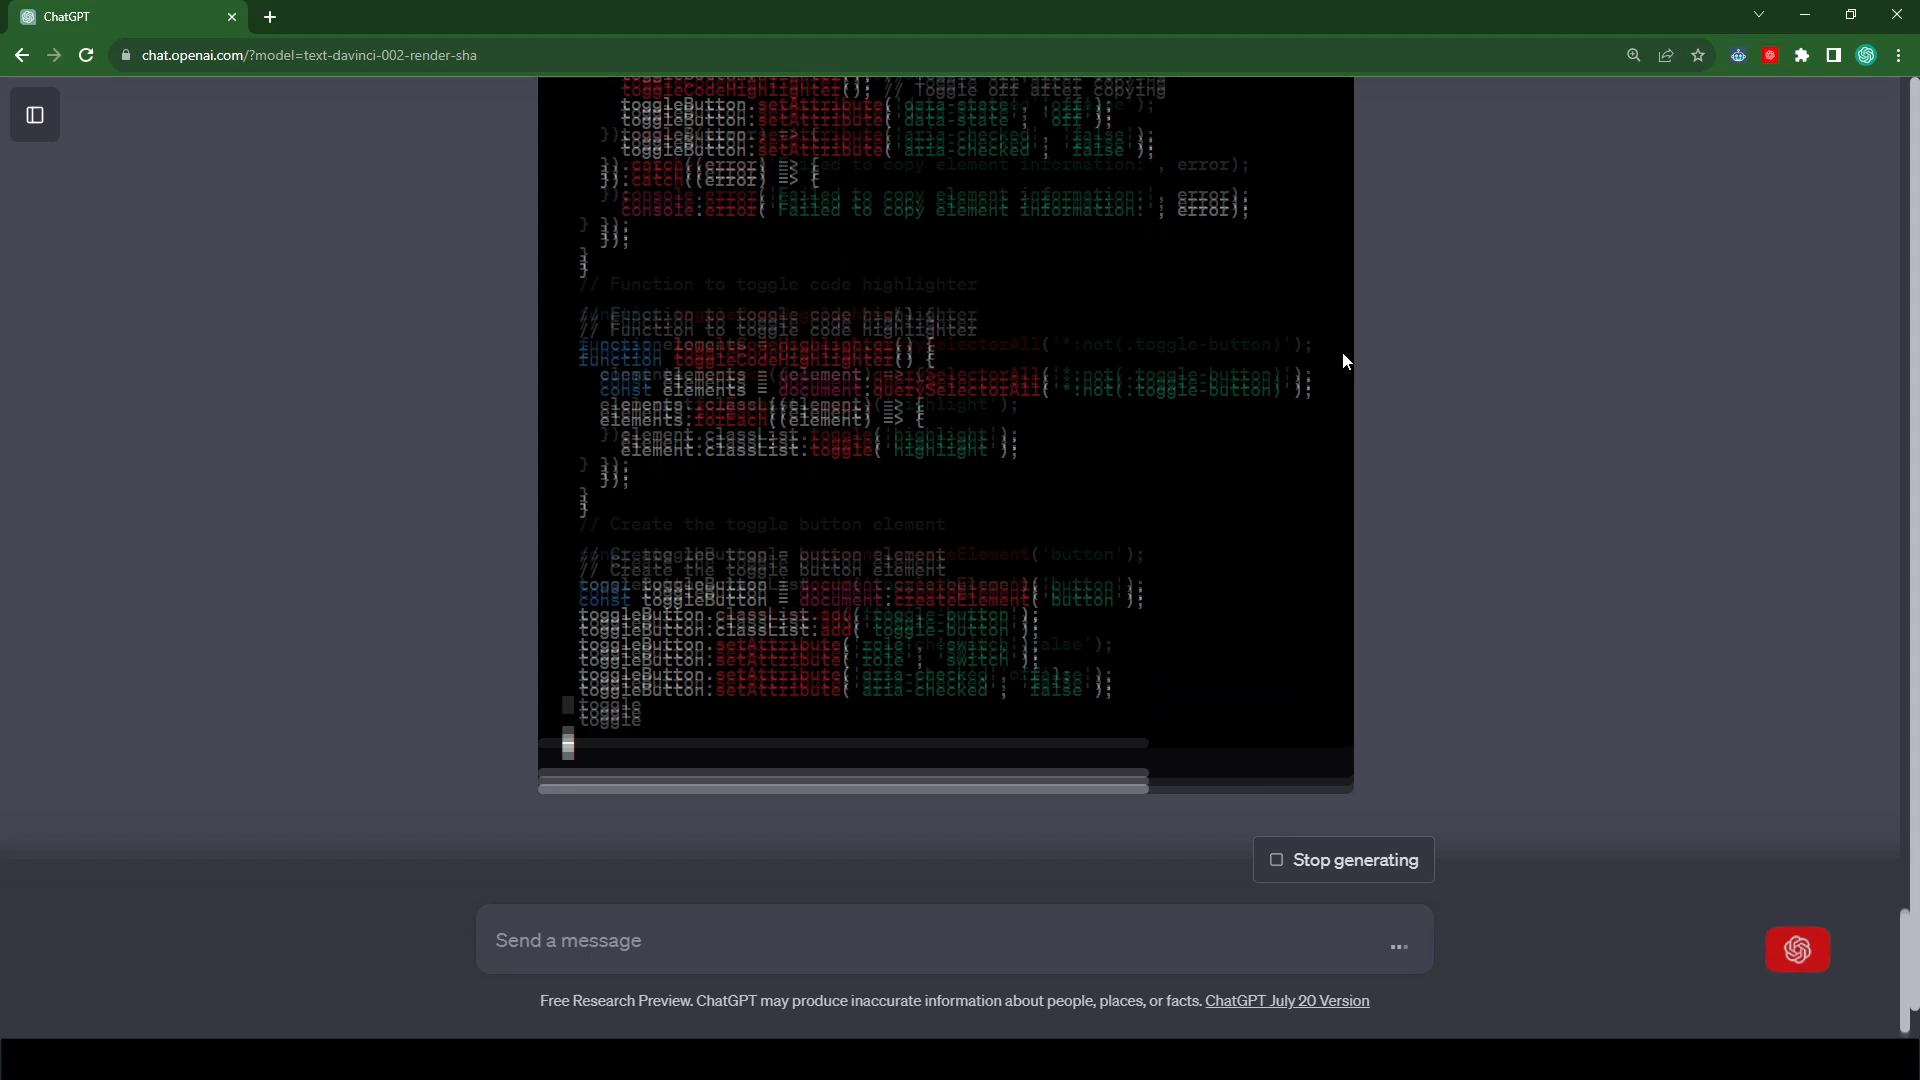 ChatGPT
chat.openai.com/?model=text-davinci-002-render-sha
toggleCodeHighlighter(); // Toggle off after copying
toggleButton.setAttribute('data-state', 'off');
toggleButton.setAttribute('aria-checked', 'false');
}).catch((error) => {
console.error('Failed to copy element information:', error);
});
}
// Function to toggle code highlighter
function toggleCodeHighlighter() {
const elements = document.querySelectorAll('*:not(.toggle-button)');
elements.forEach((element) => {
element.classList.toggle('highlight');
});
}
// Create the toggle button element
const toggleButton = document.createElement('button');
toggleButton.classList.add('toggle-button');
toggleButton.setAttribute('role', 'switch');
toggleButton.setAttribute('aria-checked', 'false');
toggle
Stop generating
Send a message
Free Research Preview. ChatGPT may produce inaccurate information about people, places, or facts. ChatGPT July 20 Version